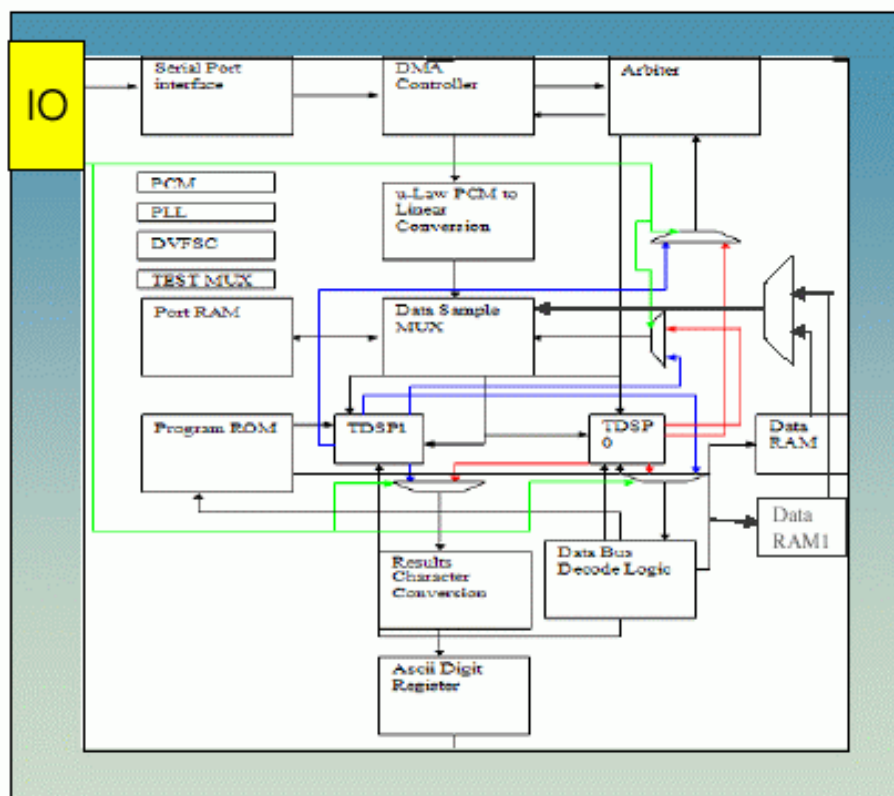 IO
Serial Port
interface
DMA
Controller
Arbiter
PCM
PLL
DVFSC
TEST MUX
u-Law PCM to
Linear
Conversion
Port RAM
Data Sample
MUX
Program ROM
TDSP1
TDSP
0
Data
RAM
Data
RAM1
Results
Character
Conversion
Data Bus
Decode Logic
Ascii Digit
Register